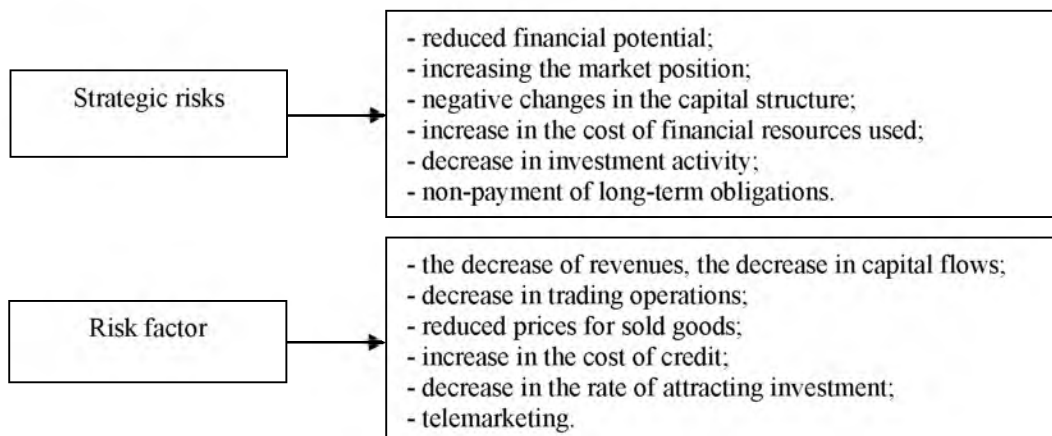 Strategic risks
- reduced financial potential;
- increasing the market position;
- negative changes in the capital structure;
- increase in the cost of financial resources used;
- decrease in investment activity;
- non-payment of long-term obligations.
Risk factor
- the decrease of revenues, the decrease in capital flows;
- decrease in trading operations;
- reduced prices for sold goods;
- increase in the cost of credit;
- decrease in the rate of attracting investment;
- telemarketing.